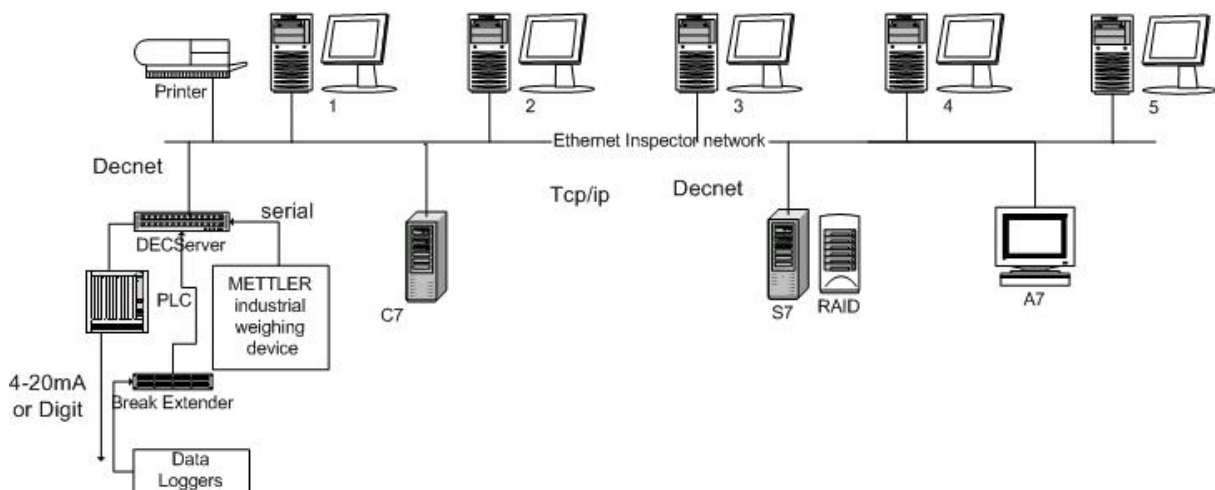 Printer
1
2
3
4
5
Ethernet Inspector network
Decnet
Tcp/ip
Decnet
serial
DECServer
PLC
METTLER
industrial
weighing
device
C7
S7
RAID
A7
4-20mA
or Digit
Break Extender
Data
Loggers